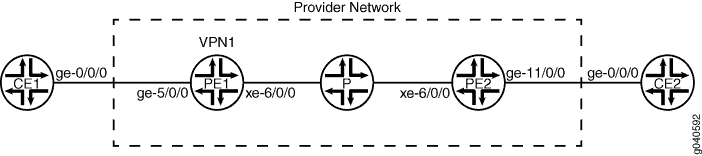 Provider Network
VPN1
ge-0/0/0
ge-11/0/0
ge-0/0/0
CE1
PE1
P
PE2
CE2
ge-5/0/0
xe-6/0/0
xe-6/0/0
g040592